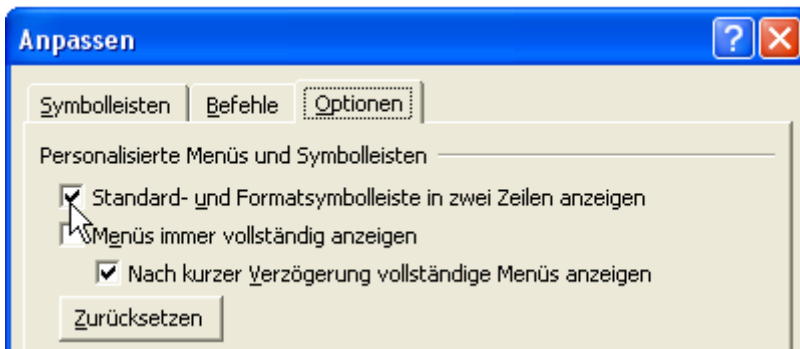 Anpassen
Symbolleisten Befehle Optionen
Personalisierte Menüs und Symbolleisten
Standard- und Formatsymbolleiste in zwei Zeilen anzeigen
Menüs immer vollständig anzeigen
Nach kurzer Verzögerung vollständige Menüs anzeigen
Zurücksetzen